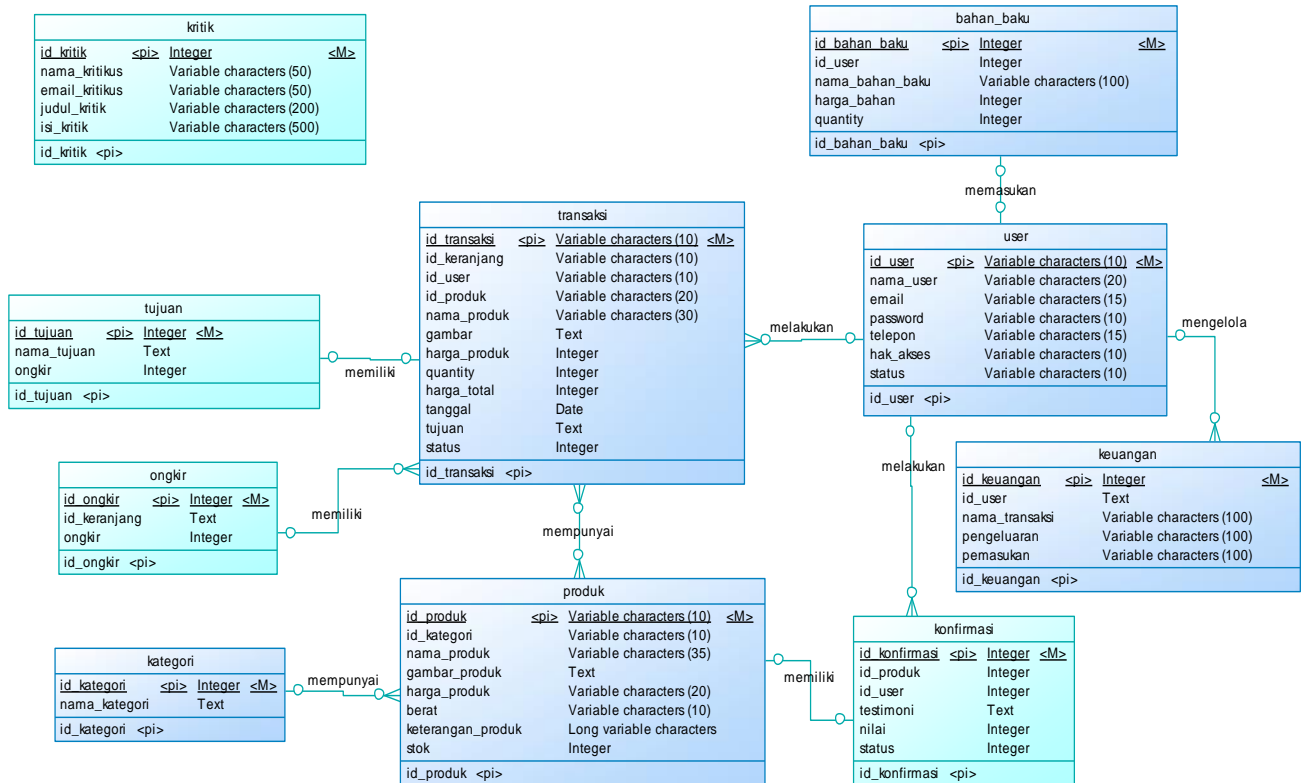 kritik
id_kritik <pi> Integer <M>
nama_kritikus Variable characters (50)
email_kritikus Variable characters (50)
judul_kritik Variable characters (200)
isi_kritik Variable characters (500)
id_kritik <pi>
bahan_baku
id_bahan_baku <pi> Integer <M>
id_user Integer
nama_bahan_baku Variable characters (100)
harga_bahan Integer
quantity Integer
id_bahan_baku <pi>
memasukan
transaksi
id_transaksi <pi> Variable characters (10) <M>
id_keranjang Variable characters (10)
id_user Variable characters (10)
id_produk Variable characters (20)
nama_produk Variable characters (30)
gambar Text
harga_produk Integer
quantity Integer
harga_total Integer
tanggal Date
tujuan Text
status Integer
id_transaksi <pi>
user
id_user <pi> Variable characters (10) <M>
nama_user Variable characters (20)
email Variable characters (15)
password Variable characters (10)
telepon Variable characters (15)
hak_akses Variable characters (10)
status Variable characters (10)
id_user <pi>
melakukan
mengelola
tujuan
id_tujuan <pi> Integer <M>
nama_tujuan Text
ongkir Integer
id_tujuan <pi>
memiliki
ongkir
id_ongkir <pi> Integer <M>
id_keranjang Text
ongkir Integer
id_ongkir <pi>
memiliki
melakukan
keuangan
id_keuangan <pi> Integer <M>
id_user Text
nama_transaksi Variable characters (100)
pengeluaran Variable characters (100)
pemasukan Variable characters (100)
id_keuangan <pi>
mempunyai
produk
id_produk <pi> Variable characters (10) <M>
id_kategori Variable characters (10)
nama_produk Variable characters (35)
gambar_produk Text
harga_produk Variable characters (20)
berat Variable characters (10)
keterangan_produk Long variable characters
stok Integer
id_produk <pi>
kategori
id_kategori <pi> Integer <M>
nama_kategori Text
id_kategori <pi>
mempunyai
memiliki
konfirmasi
id_konfirmasi <pi> Integer <M>
id_produk Integer
id_user Integer
testimoni Text
nilai Integer
status Integer
id_konfirmasi <pi>